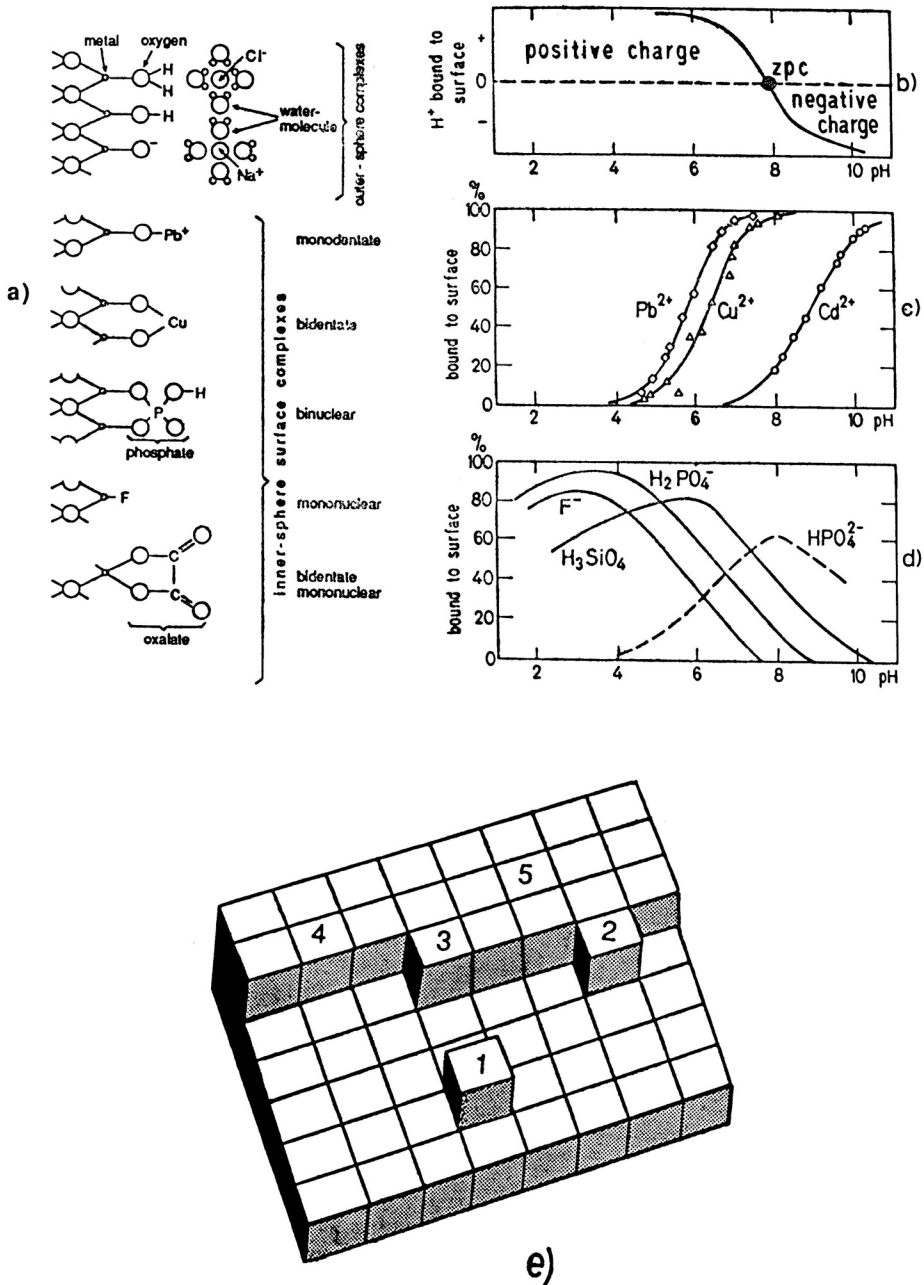 a)
metal
oxygen
H
H
H
Cl⁻
water-
molecule
Na⁺
outer-sphere complexes
Pb⁺
monodentate
Cu
bidentate
P
H
phosphate
binuclear
F
mononuclear
C
C
oxalate
bidentate
mononuclear
inner-sphere surface complexes
b)
H⁺ bound to
surface
+
0
−
positive charge
zpc
negative
charge
2 4 6 8 10 pH
c)
%
100
80
60
40
20
0
bound to surface
Pb²⁺
Cu²⁺
Cd²⁺
2 4 6 8 10 pH
d)
%
100
80
60
40
20
0
bound to surface
H₂PO₄⁻
F⁻
H₃SiO₄
HPO₄²⁻
2 4 6 8 10 pH
5
4
3
2
1
e)